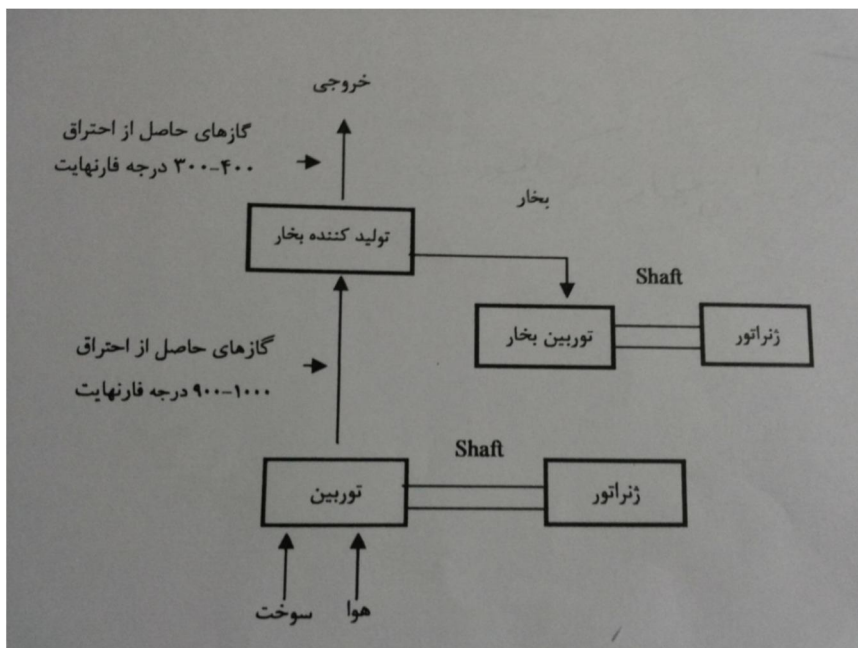 خروجی
گازهای حاصل از احتراق
۳۰۰-۴۰۰ درجه فارنهایت
بخار
تولید کننده بخار
Shaft
توربین بخار
ژنراتور
گازهای حاصل از احتراق
۹۰۰-۱۰۰۰ درجه فارنهایت
Shaft
توربین
ژنراتور
سوخت
هوا